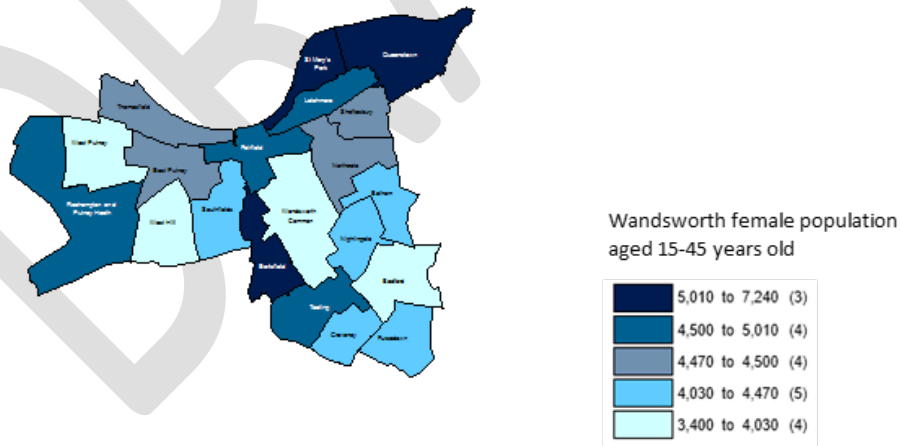 Queenstown
St Mary's
Park
Latchmere
Thamesfield
Shaftesbury
West Putney
Fairfield
Northcote
East Putney
Balham
Roehampton and
Putney Heath
Southfields
Wandsworth
Common
West Hill
Nightingale
Earlsfield
Bedford
Tooting
Graveney
Furzedown
Wandsworth female population
aged 15-45 years old
5,010 to 7,240 (3)
4,500 to 5,010 (4)
4,470 to 4,500 (4)
4,030 to 4,470 (5)
3,400 to 4,030 (4)